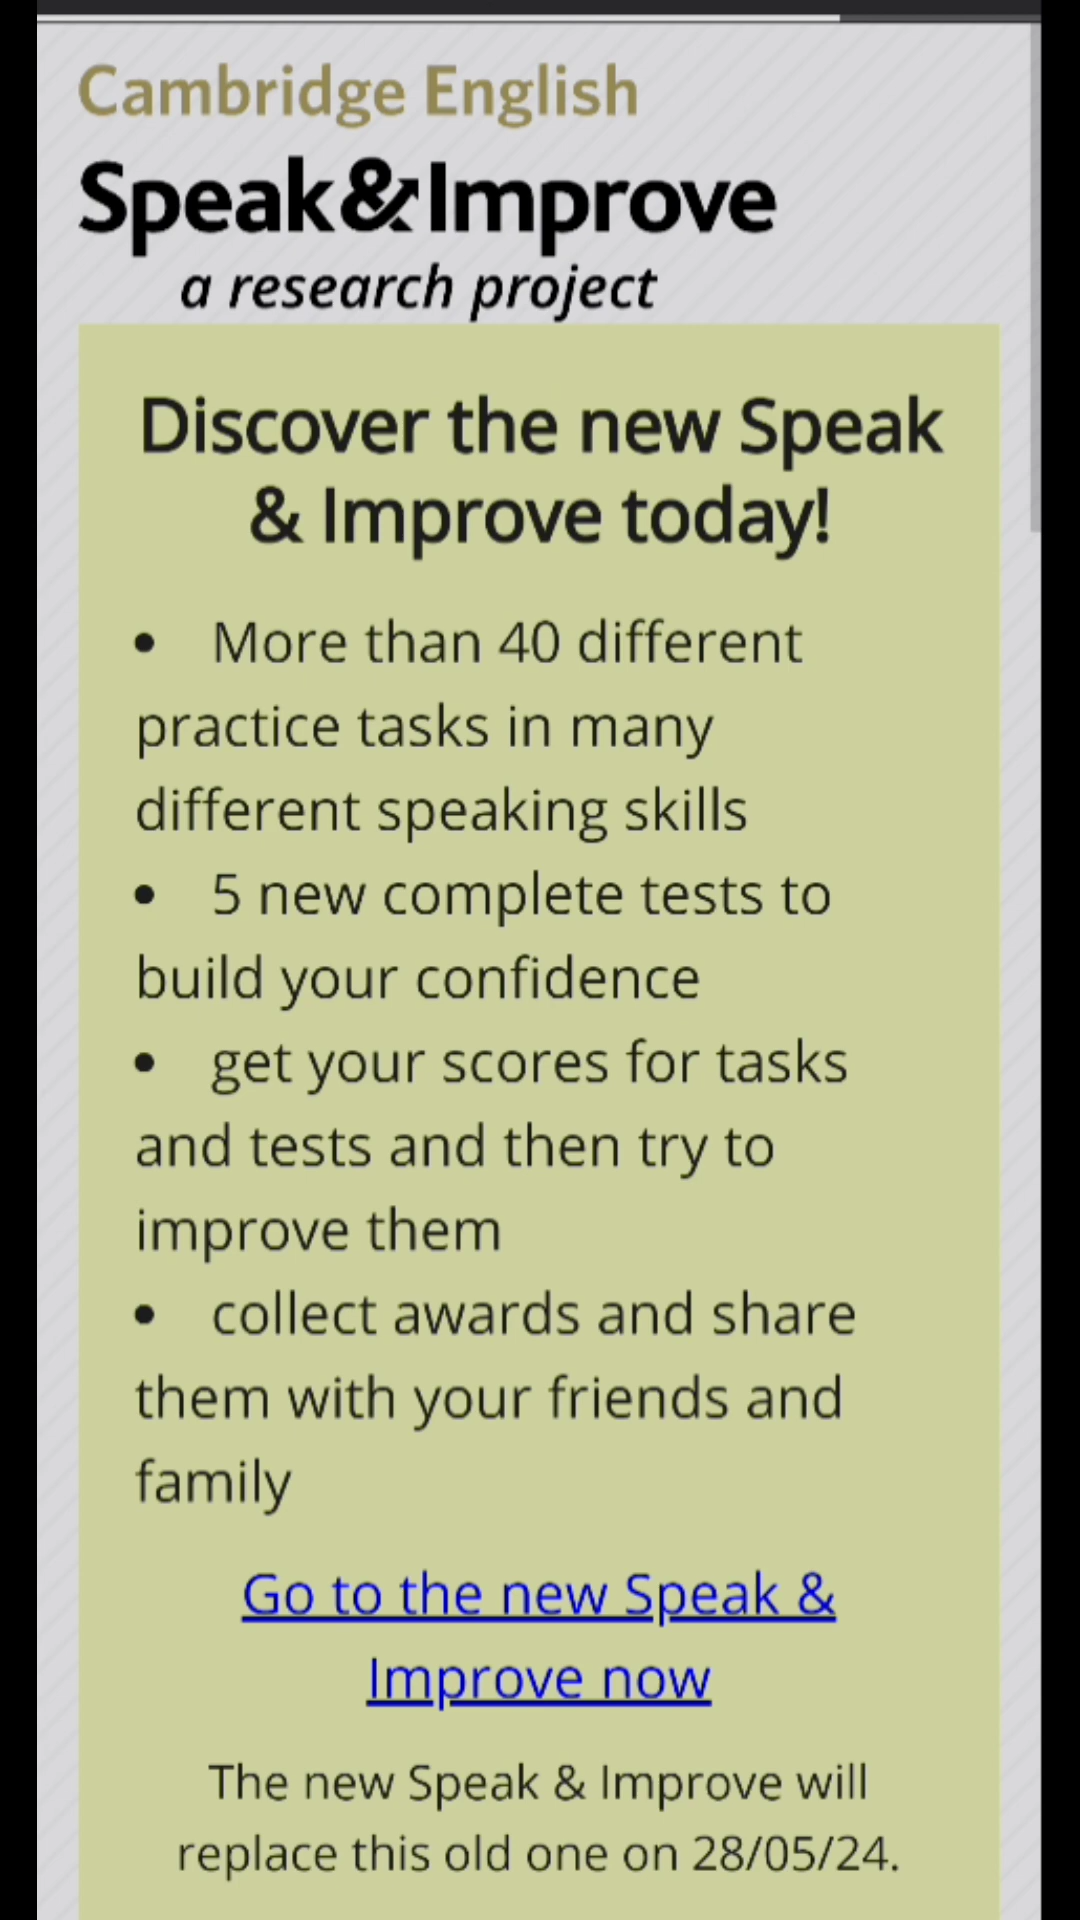 Cambridge English
Speak&Improve
a research project
Discover the new Speak
& Improve today!
• More than 40 different
practice tasks in many
different speaking skills
• 5 new complete tests to
build your confidence
• get your scores for tasks
and tests and then try to
improve them
• collect awards and share
them with your friends and
family
Go to the new Speak &
Improve now
The new Speak & Improve will
replace this old one on 28/05/24.